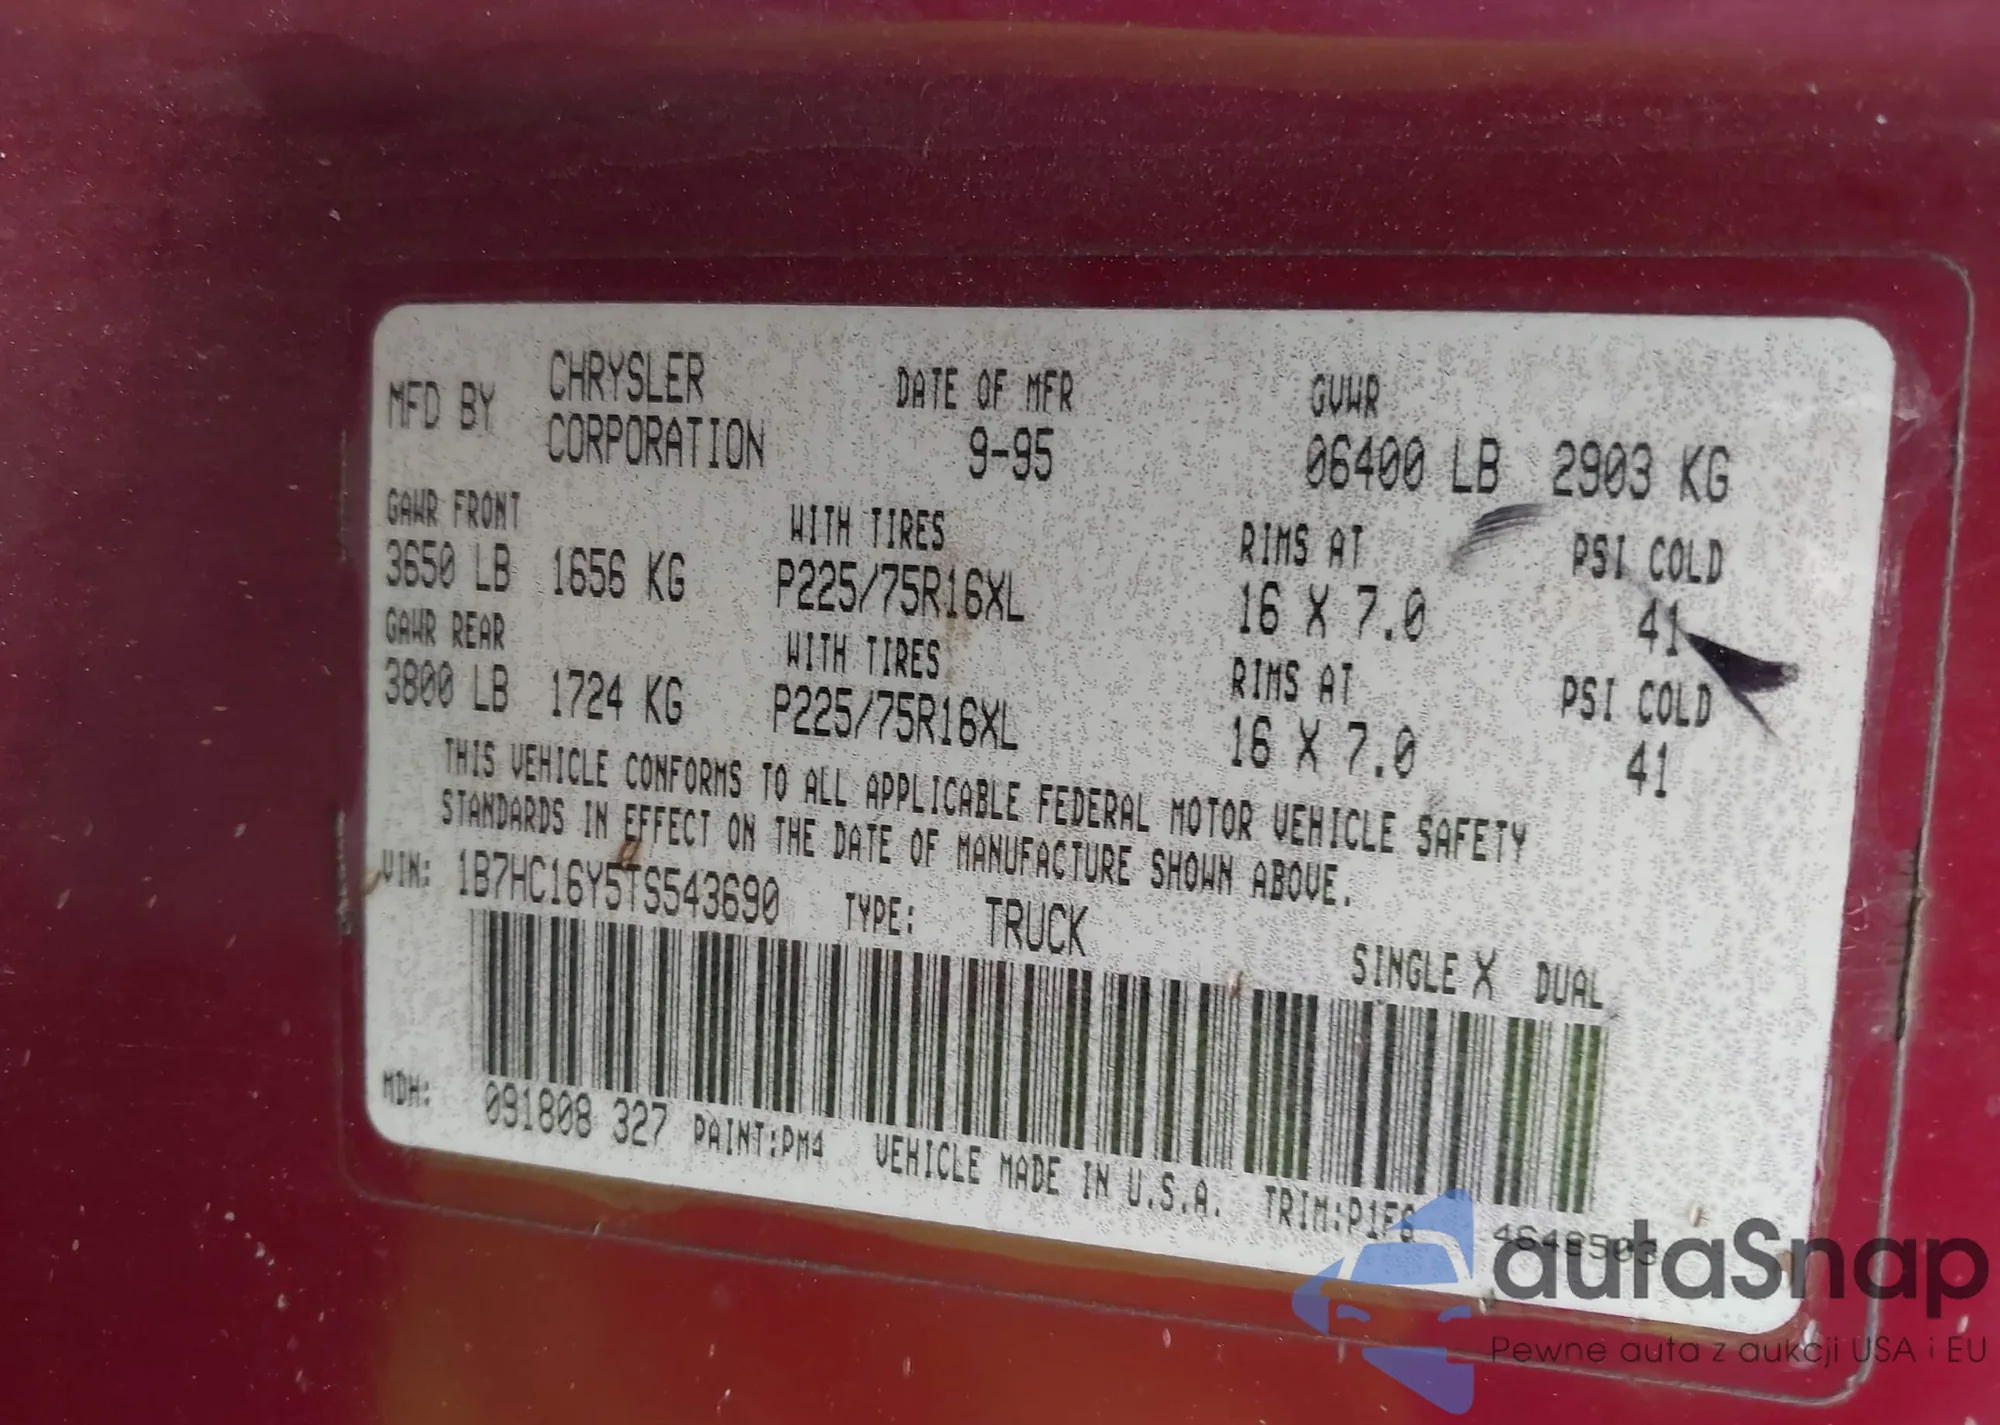 MFD BY CHRYSLER CORPORATION DATE OF MFR 9-95 GVWR 06400 LB 2903 KG
GAWR FRONT WITH TIRES RIMS AT PSI COLD
3650 LB 1656 KG P225/75R16XL 16 X 7.0 41
GAWR REAR WITH TIRES RIMS AT PSI COLD
3800 LB 1724 KG P225/75R16XL 16 X 7.0 41
THIS VEHICLE CONFORMS TO ALL APPLICABLE FEDERAL MOTOR VEHICLE SAFETY
STANDARDS IN EFFECT ON THE DATE OF MANUFACTURE SHOWN ABOVE.
VIN: 1B7HC16Y5TS543690 TYPE: TRUCK SINGLE X DUAL
MDH: 091808 327 PAINT:PM4 VEHICLE MADE IN U.S.A. TRIM:P1F8
autaSnap
Pewne auta z aukcji USA i EU